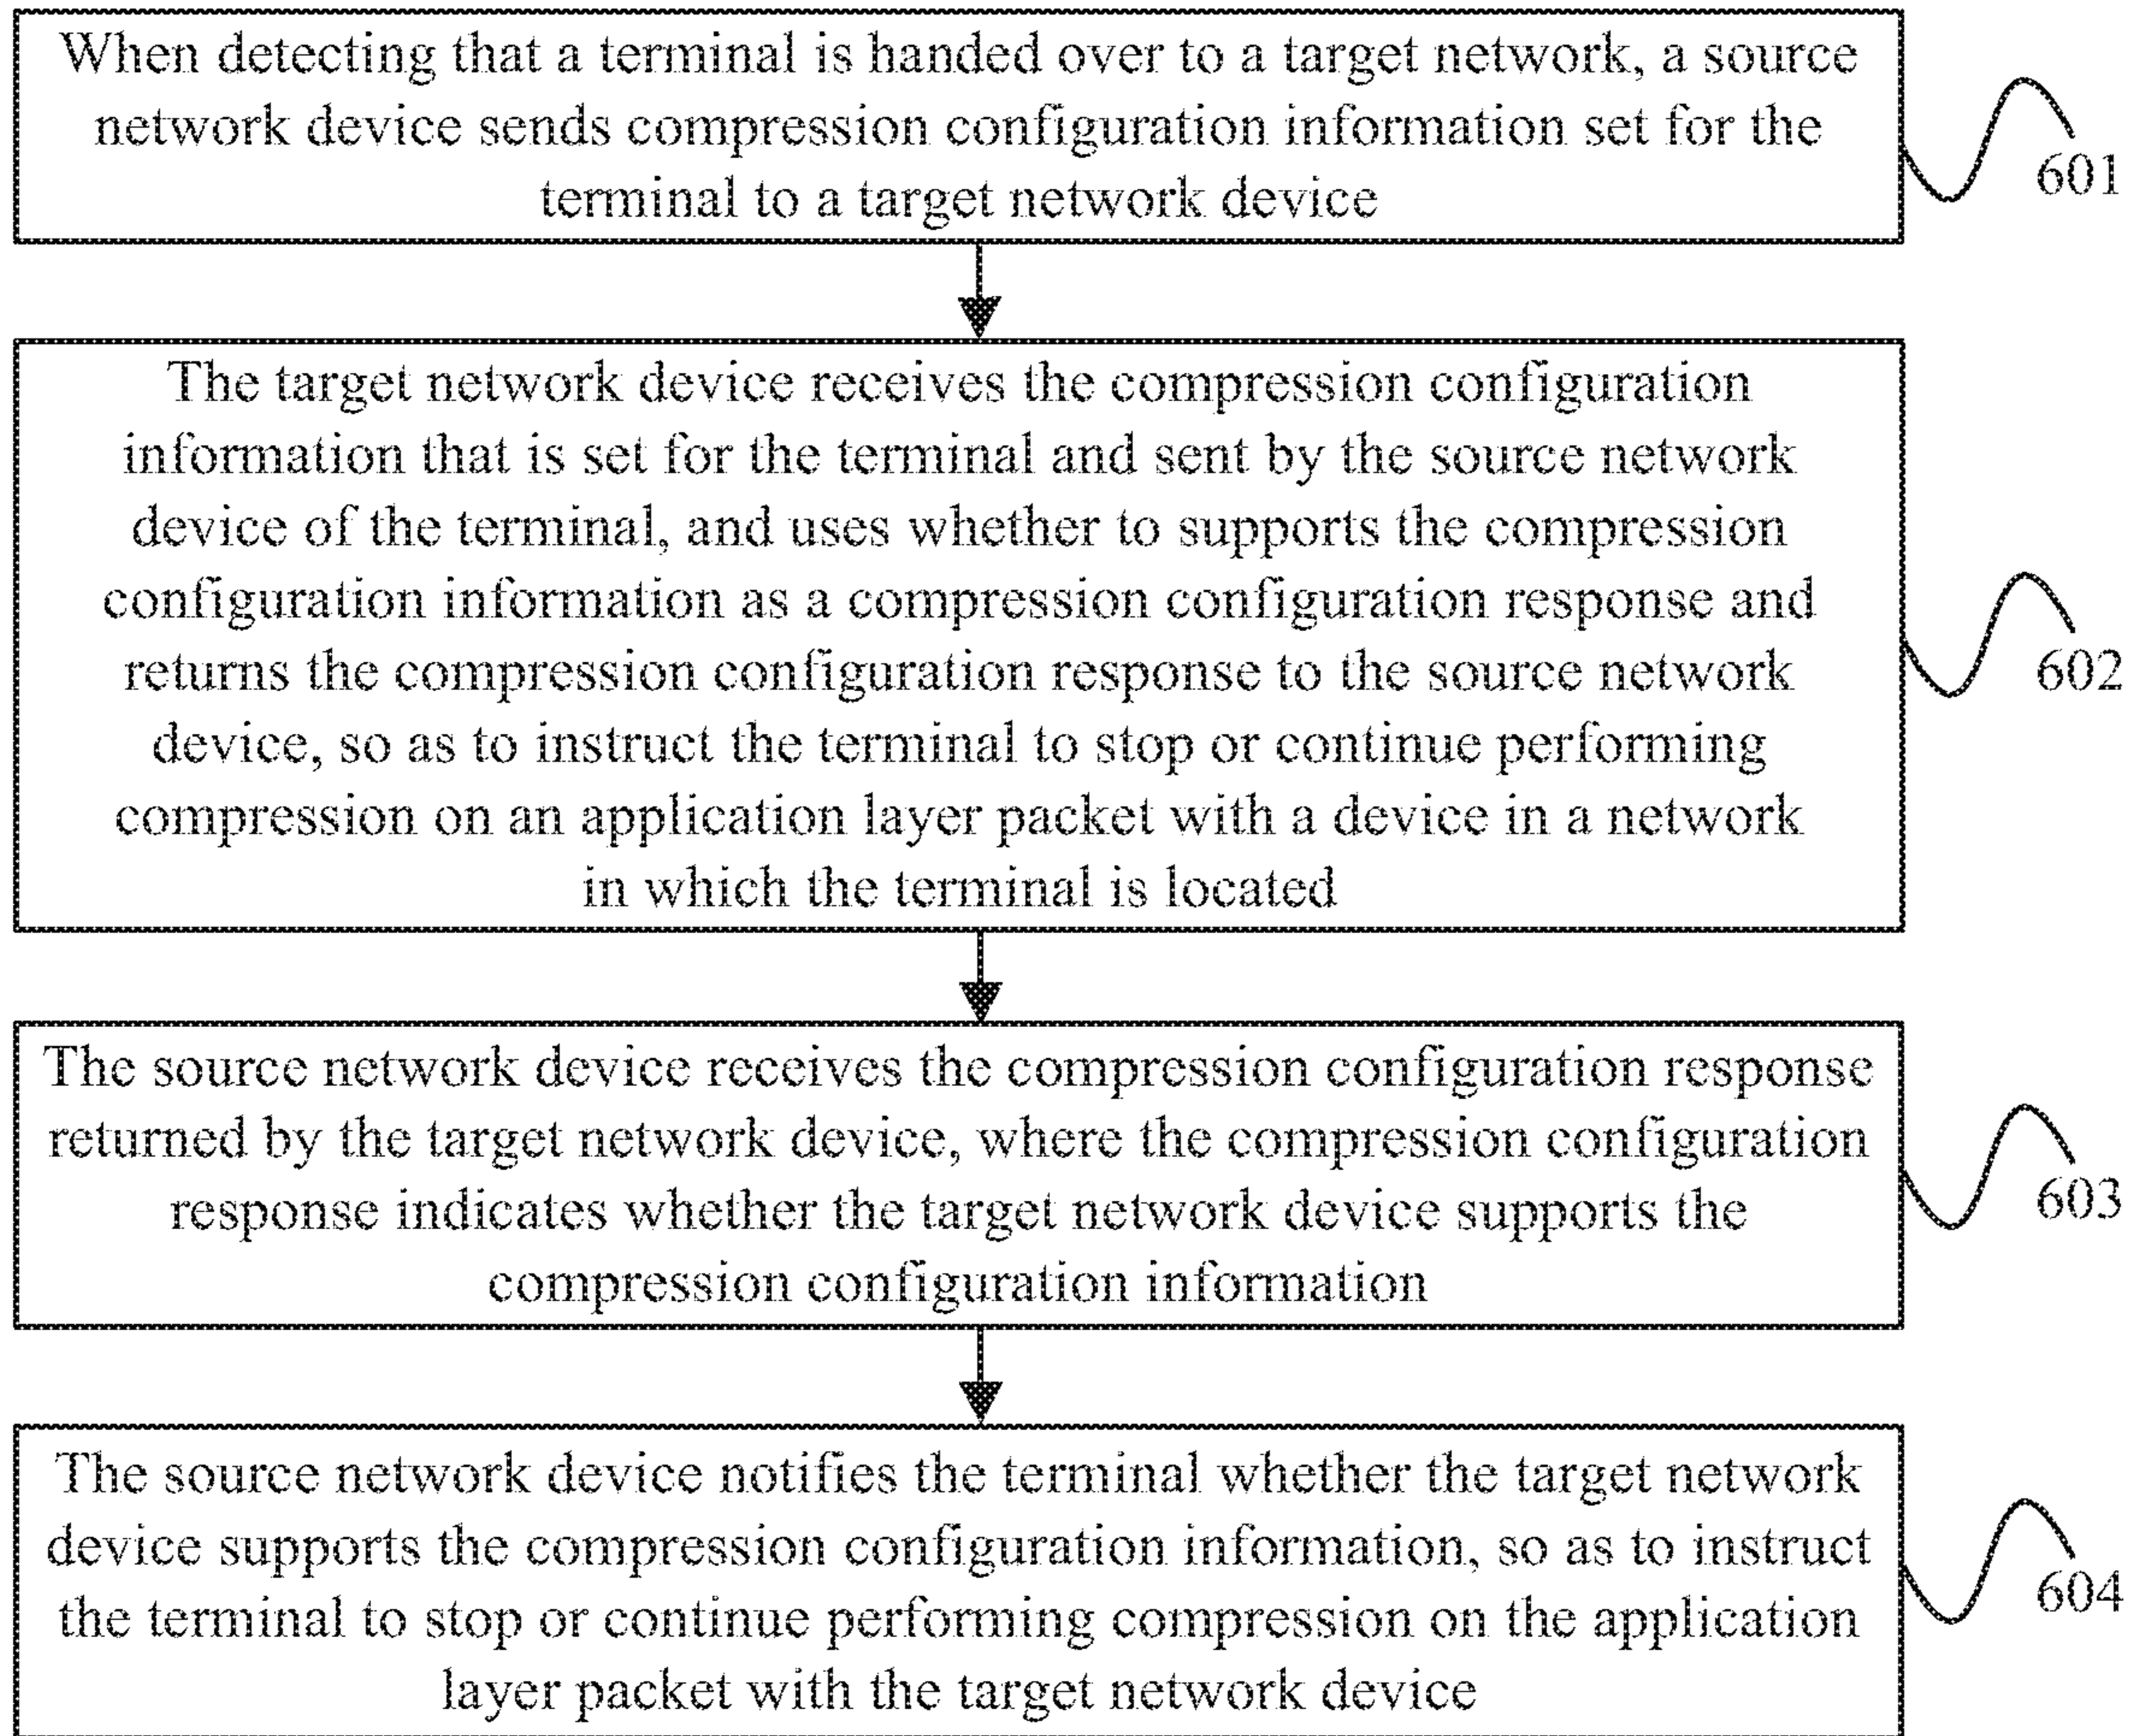 When detecting that a terminal is handed over to a target network, a source
network device sends compression configuration information set for the
terminal to a target network device
601
The target network device receives the compression configuration
information that is set for the terminal and sent by the source network
device of the terminal, and uses whether to supports the compression
configuration information as a compression configuration response and
returns the compression configuration response to the source network
device, so as to instruct the terminal to stop or continue performing
compression on an application layer packet with a device in a network
in which the terminal is located
602
The source network device receives the compression configuration response
returned by the target network device, where the compression configuration
response indicates whether the target network device supports the
compression configuration information
603
The source network device notifies the terminal whether the target network
device supports the compression configuration information, so as to instruct
the terminal to stop or continue performing compression on the application
layer packet with the target network device
604